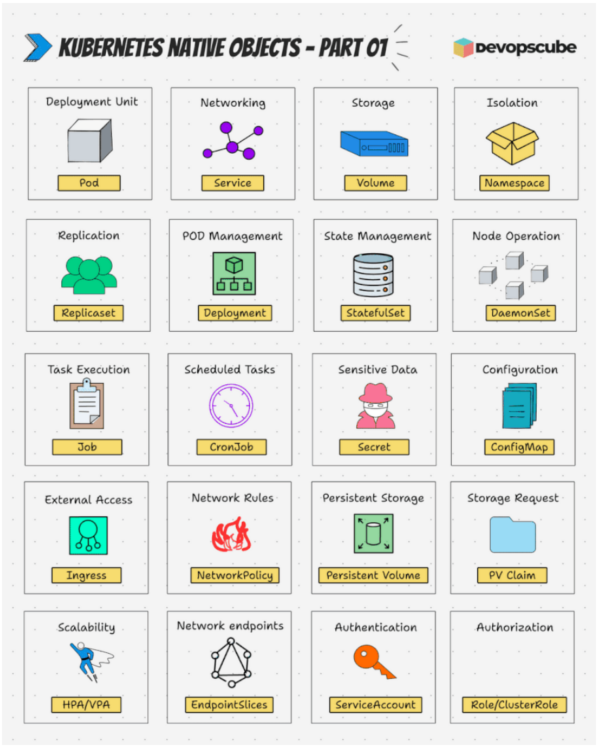 KUBERNETES NATIVE OBJECTS - PART 01
DEVOPSCUBE
Deployment Unit
Pod
Networking
Service
Storage
Volume
Isolation
Namespace
Replication
Replicaset
POD Management
Deployment
State Management
StatefulSet
Node Operation
DaemonSet
Task Execution
Job
Scheduled Tasks
CronJob
Sensitive Data
Secret
Configuration
ConfigMap
External Access
Ingress
Network Rules
NetworkPolicy
Persistent Storage
Persistent Volume
Storage Request
PV Claim
Scalability
HPA/VPA
Network endpoints
EndpointSlices
Authentication
ServiceAccount
Authorization
Role/ClusterRole